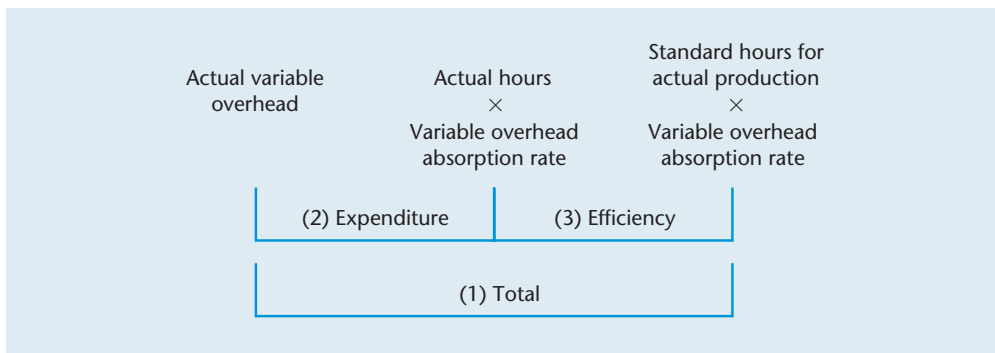 Actual variable
overhead
Actual hours
×
Variable overhead
absorption rate
Standard hours for
actual production
×
Variable overhead
absorption rate
(2) Expenditure
(3) Efficiency
(1) Total